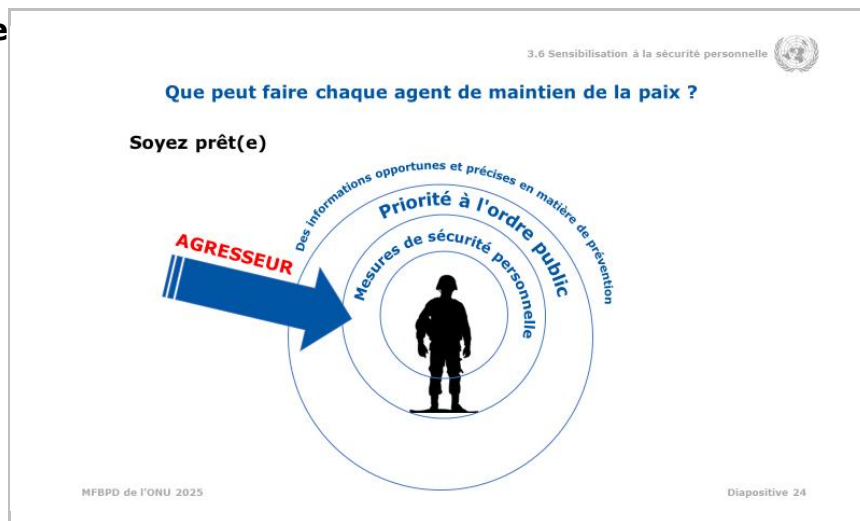 e
3.6 Sensibilisation à la sécurité personnelle
Que peut faire chaque agent de maintien de la paix ?
Soyez prêt(e)
Des informations opportunes et précises en matière de prévention
Priorité à l'ordre public
Mesures de sécurité personnelle
AGRESSEUR
MFBPD de l'ONU 2025
Diapositive 24